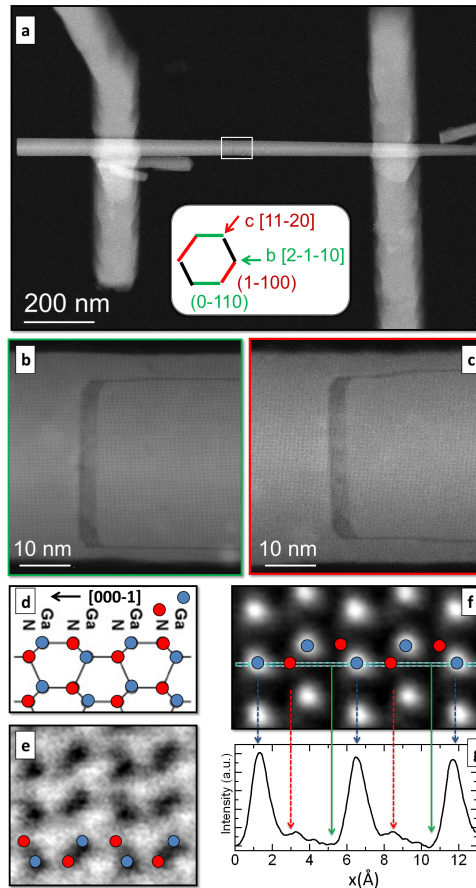 a
c [11-20]
b [2-1-10]
(1-100)
(0-110)
200 nm
b
10 nm
c
10 nm
d
[000-1]
Ga
N
Ga
N
Ga
N
Ga
N
e
f
Intensity (a.u.)
0 2 4 6 8 10 12
x(Å)